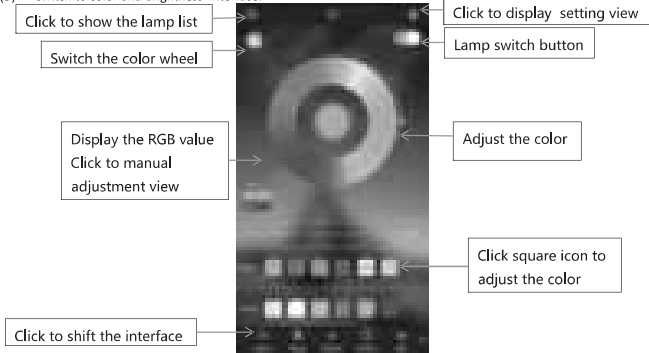 Click to show the lamp list
Click to display setting view
Switch the color wheel
Lamp switch button
Display the RGB value
Click to manual
adjustment view
Adjust the color
Click square icon to
adjust the color
Click to shift the interface